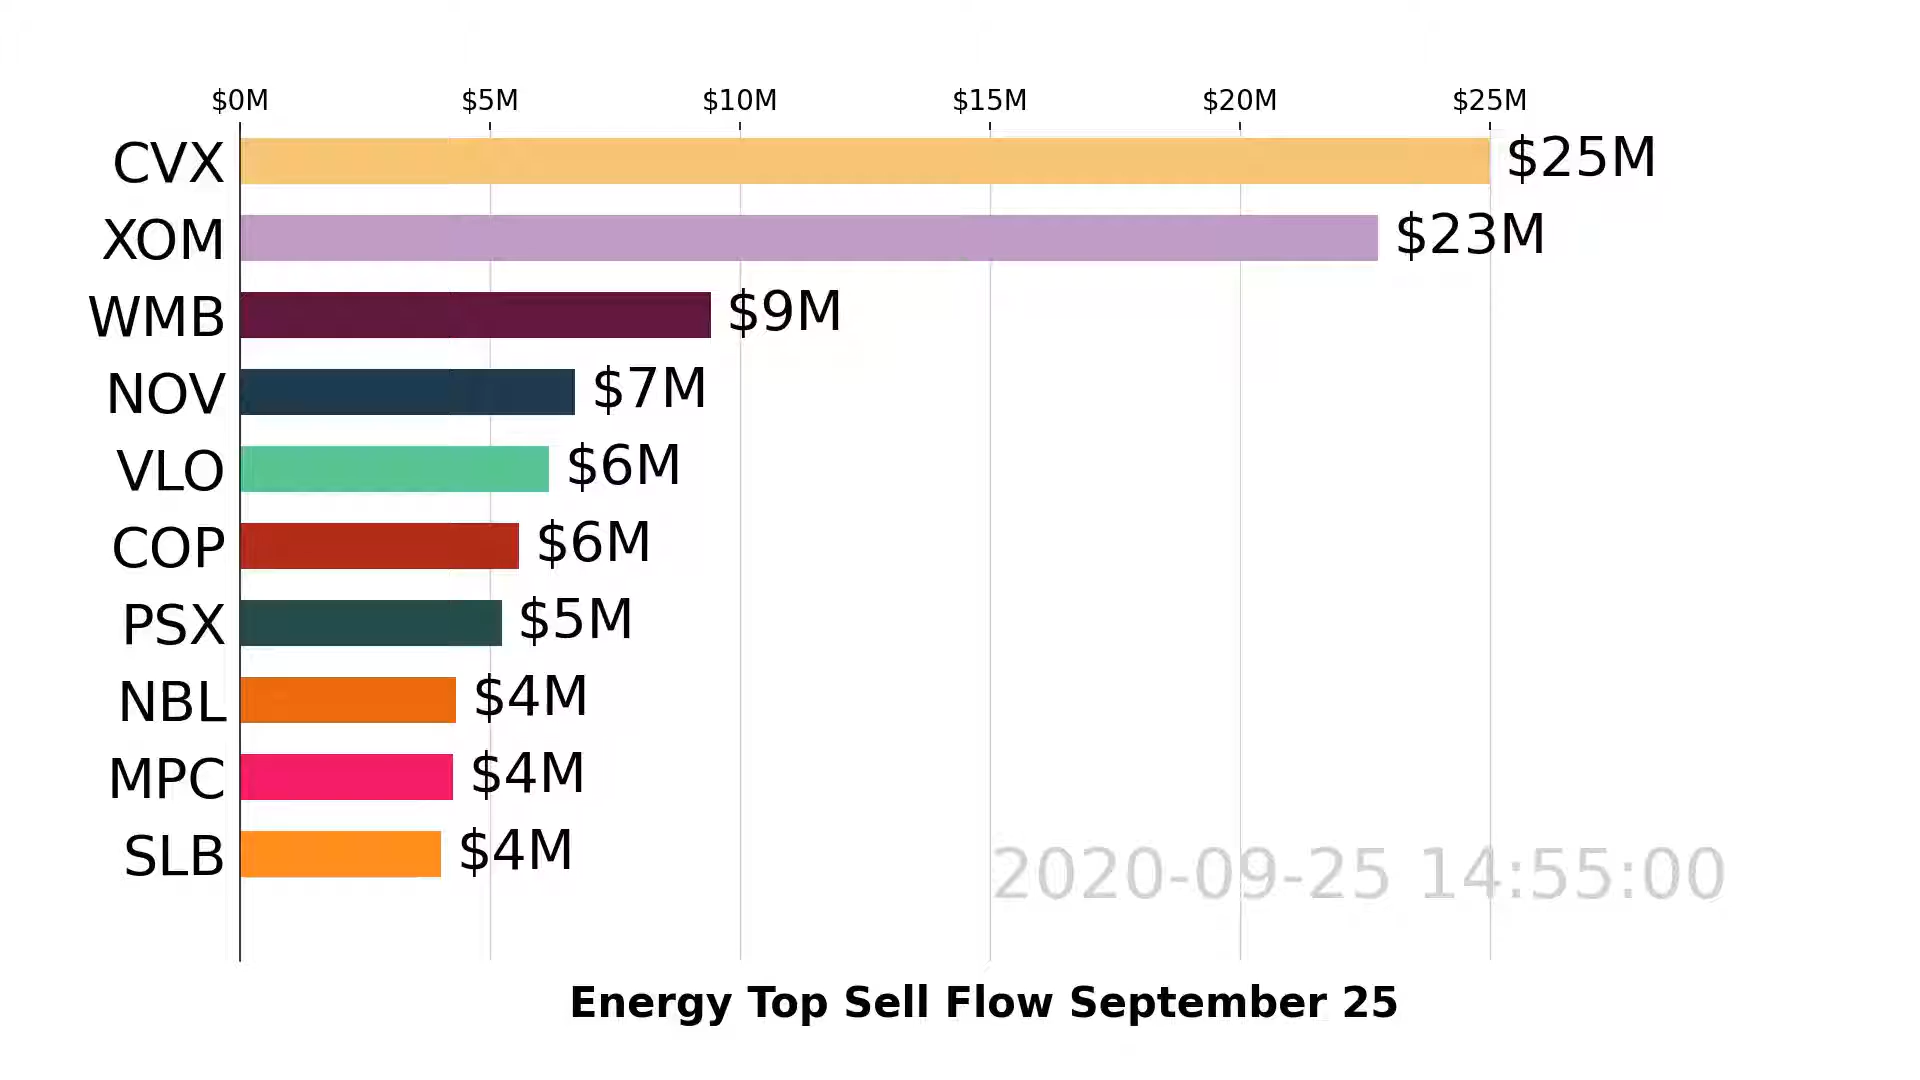 $0M $5M $10M $15M $20M $25M
CVX $25M
XOM $23M
WMB $9M
NOV $7M
VLO $6M
COP $6M
PSX $5M
NBL $4M
MPC $4M
SLB $4M
2020-09-25 14:55:00
Energy Top Sell Flow September 25